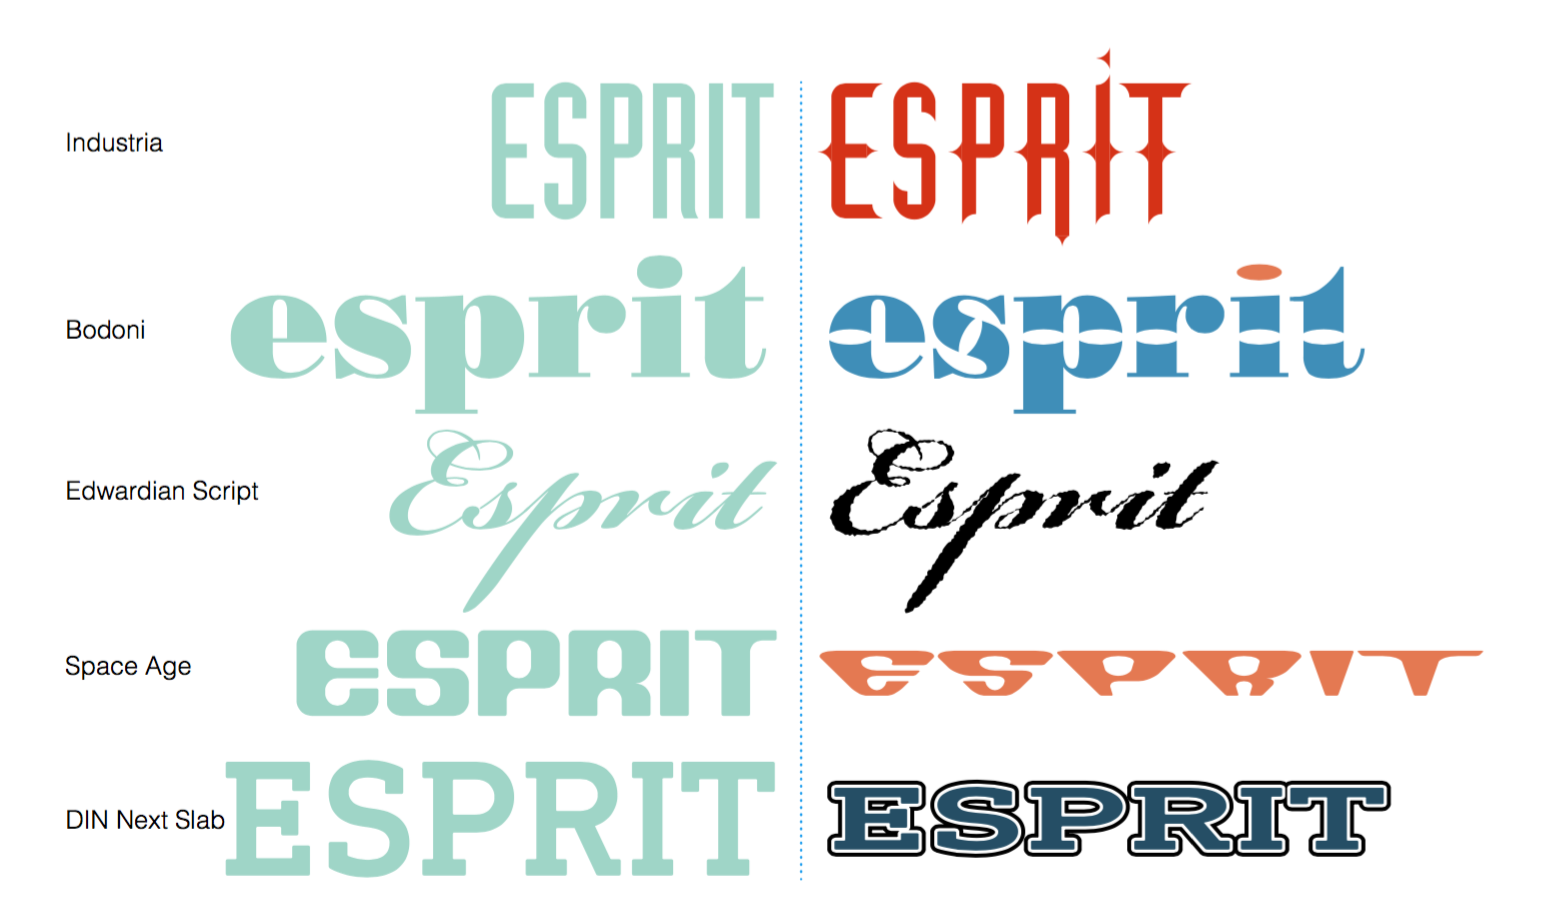 Industria ESPRIT ESPRIT
Bodoni esprit esprit
Edwardian Script Esprit Esprit
Space Age ESPRIT ESPRIT
DIN Next Slab ESPRIT ESPRIT